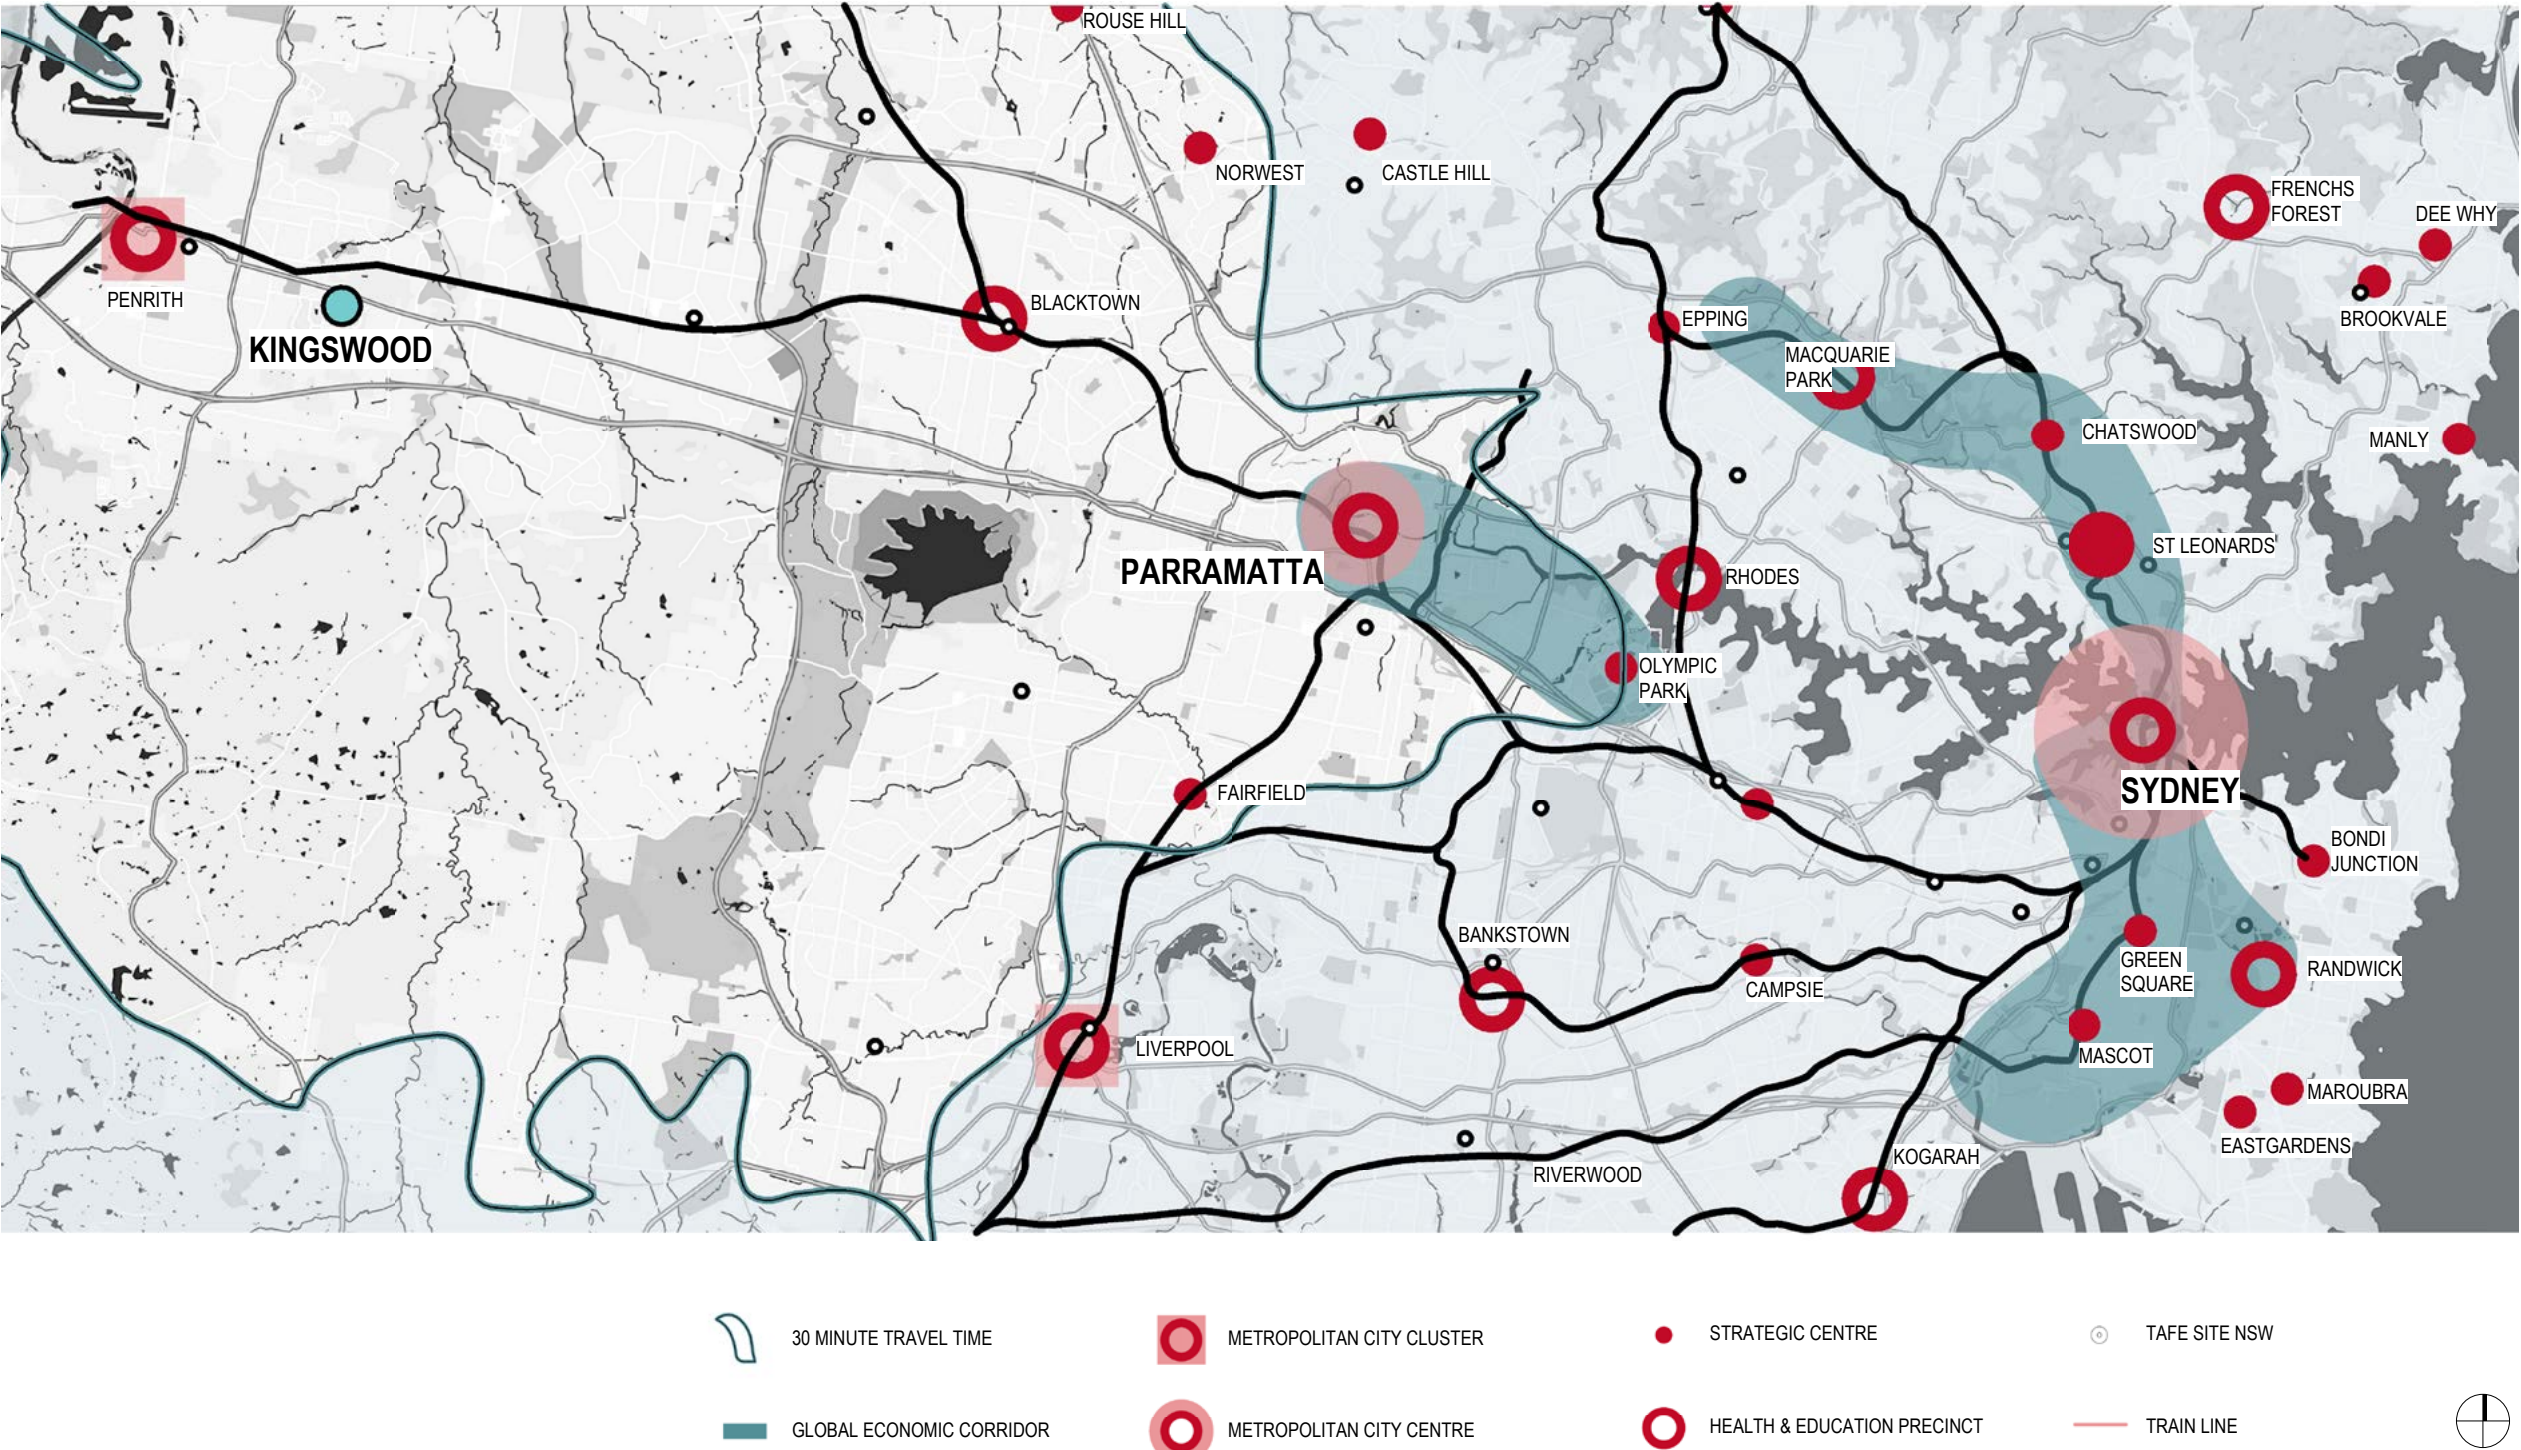 ROUSE HILL
NORWEST
CASTLE HILL
FRENCHS
FOREST
DEE WHY
PENRITH
BLACKTOWN
EPPING
BROOKVALE
KINGSWOOD
MACQUARIE
PARK
CHATSWOOD
MANLY
ST LEONARDS
PARRAMATTA
RHODES
OLYMPIC
PARK
FAIRFIELD
SYDNEY
BONDI
JUNCTION
BANKSTOWN
GREEN
SQUARE
RANDWICK
CAMPSIE
LIVERPOOL
MASCOT
MAROUBRA
EASTGARDENS
KOGARAH
RIVERWOOD
30 MINUTE TRAVEL TIME
METROPOLITAN CITY CLUSTER
STRATEGIC CENTRE
TAFE SITE NSW
GLOBAL ECONOMIC CORRIDOR
METROPOLITAN CITY CENTRE
HEALTH & EDUCATION PRECINCT
TRAIN LINE